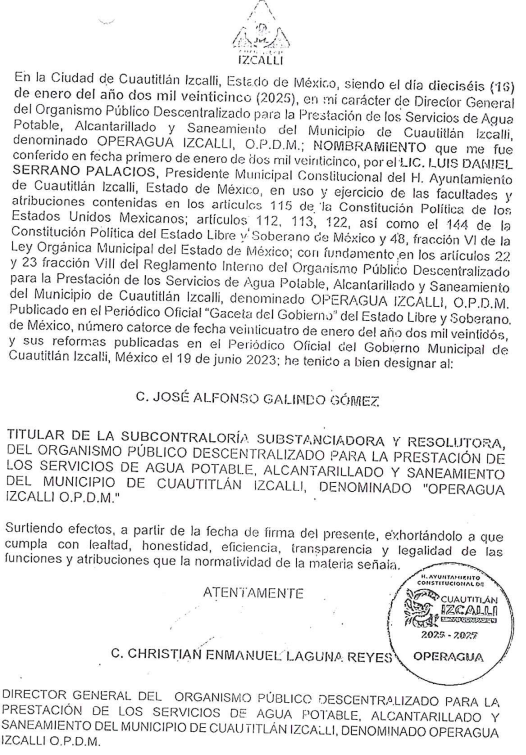 IZCALLI
En la Ciudad de Cuautitlán Izcalli, Estado de México, siendo el día dieciséis (16)
de enero del año dos mil veinticinco (2025), en mi carácter de Director General
del Organismo Público Descentralizado para la Prestación de los Servicios de Agua
Potable, Alcantarillado y Saneamiento del Municipio de Cuautitlán Izcalli,
denominado OPERAGUA IZCALLI, O.P.D.M.; NOMBRAMIENTO que me fue
conferido en fecha primero de enero de dos mil veinticinco, por el LIC. LUIS DANIEL
SERRANO PALACIOS, Presidente Municipal Constitucional del H. Ayuntamiento
de Cuautitlán Izcalli, Estado de México, en uso y ejercicio de las facultades y
atribuciones contenidas en los artículos 115 de la Constitución Política de los
Estados Unidos Mexicanos; artículos 112, 113, 122, así como el 144 de la
Constitución Política del Estado Libre y Soberano de México y 48, fracción VI de la
Ley Orgánica Municipal del Estado de México; con fundamento en los artículos 22
y 23 fracción VIII del Reglamento Interno del Organismo Público Descentralizado
para la Prestación de los Servicios de Agua Potable, Alcantarillado y Saneamiento
del Municipio de Cuautitlán Izcalli, denominado OPERAGUA IZCALLI, O.P.D.M.
Publicado en el Periódico Oficial "Gaceta del Gobierno" del Estado Libre y Soberano,
de México, número catorce de fecha veinticuatro de enero del año dos mil veintidós,
y sus reformas publicadas en el Periódico Oficial del Gobierno Municipal de
Cuautitlán Izcalli, México el 19 de junio 2023; he tenido a bien designar al:
C. JOSÉ ALFONSO GALINDO GÓMEZ
TITULAR DE LA SUBCONTRALORÍA SUBSTANCIADORA Y RESOLUTORA,
DEL ORGANISMO PÚBLICO DESCENTRALIZADO PARA LA PRESTACIÓN DE
LOS SERVICIOS DE AGUA POTABLE, ALCANTARILLADO Y SANEAMIENTO
DEL MUNICIPIO DE CUAUTITLÁN IZCALLI, DENOMINADO "OPERAGUA
IZCALLI O.P.D.M."
Surtiendo efectos, a partir de la fecha de firma del presente, exhortándolo a que
cumpla con lealtad, honestidad, eficiencia, transparencia y legalidad de las
funciones y atribuciones que la normatividad de la materia señala.
ATENTAMENTE
H. AYUNTAMIENTO
CONSTITUCIONAL DE
CUAUTITLÁN
IZCALLI
2025 - 2027
OPERAGUA
C. CHRISTIAN ENMANUEL LAGUNA REYES
DIRECTOR GENERAL DEL ORGANISMO PÚBLICO DESCENTRALIZADO PARA LA
PRESTACIÓN DE LOS SERVICIOS DE AGUA POTABLE, ALCANTARILLADO Y
SANEAMIENTO DEL MUNICIPIO DE CUAUTITLÁN IZCALLI, DENOMINADO OPERAGUA
IZCALLI O.P.D.M.